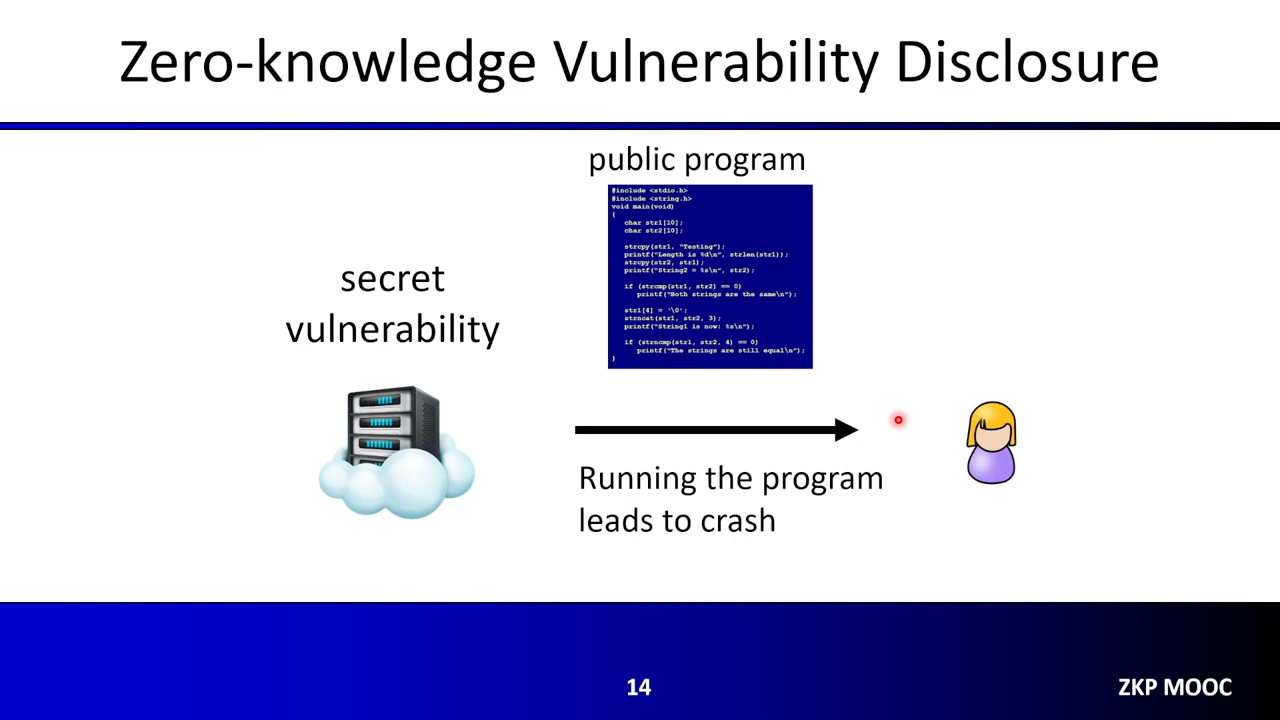 Zero-knowledge Vulnerability Disclosure
public program
#include <stdio.h>
#include <string.h>
void main(void)
{
char str1[10];
char str2[10];
strcpy(str1, "Testing");
printf("Length is %d\n", strlen(str1));
strcpy(str2, str1);
printf("String2 = %s\n", str2);
if (strcmp(str1, str2) == 0)
printf("Both strings are the same\n");
str1[4] = '\0';
strncat(str1, str2, 3);
printf("String1 is now: %s\n");
if (strncmp(str1, str2, 4) == 0)
printf("The strings are still equal\n");
}
secret
vulnerability
Running the program
leads to crash
14
ZKP MOOC